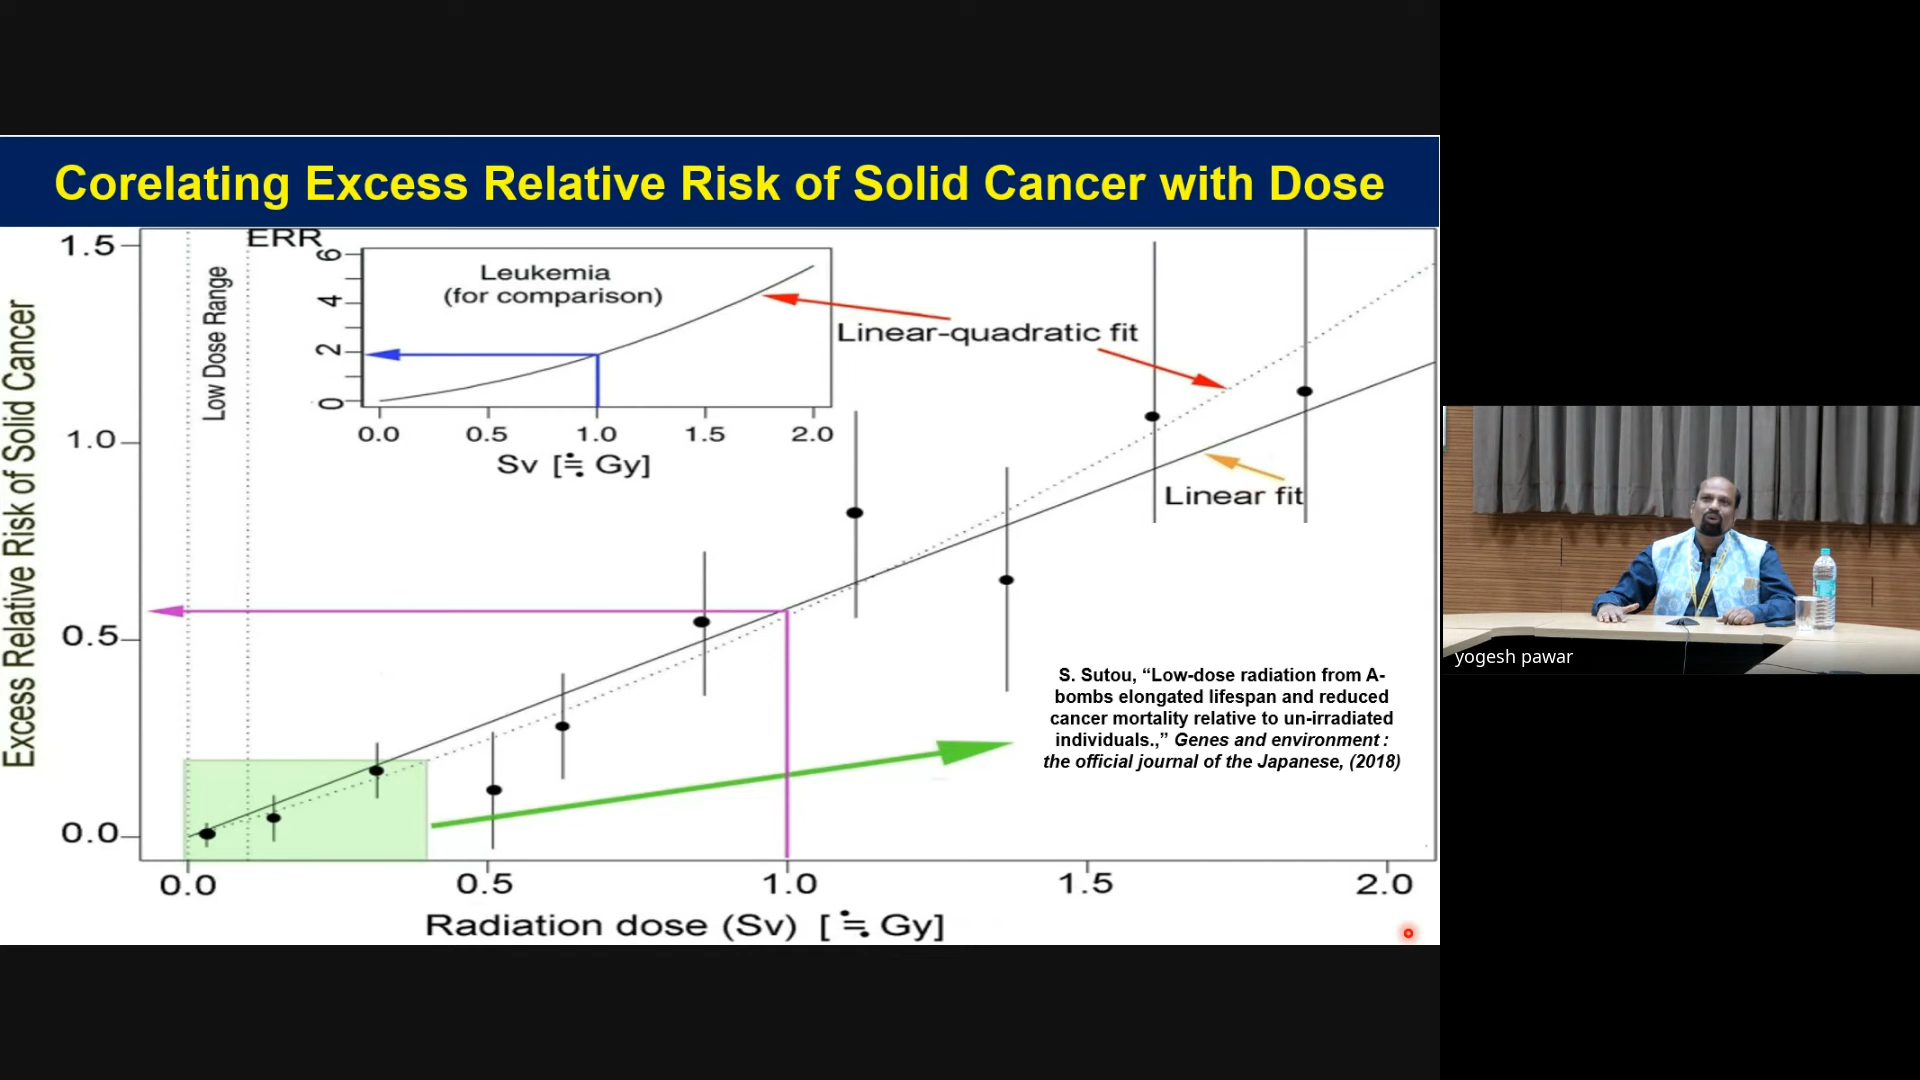 Corelating Excess Relative Risk of Solid Cancer with Dose
Excess Relative Risk of Solid Cancer
1.5
1.0
0.5
0.0
Low Dose Range
ERR
6
4
2
0
Leukemia
(for comparison)
0.0 0.5 1.0 1.5 2.0
Sv [≒ Gy]
Linear-quadratic fit
Linear fit
S. Sutou, “Low-dose radiation from A-
bombs elongated lifespan and reduced
cancer mortality relative to un-irradiated
individuals.,” Genes and environment :
the official journal of the Japanese, (2018)
0.0 0.5 1.0 1.5 2.0
Radiation dose (Sv) [≒ Gy]
yogesh pawar